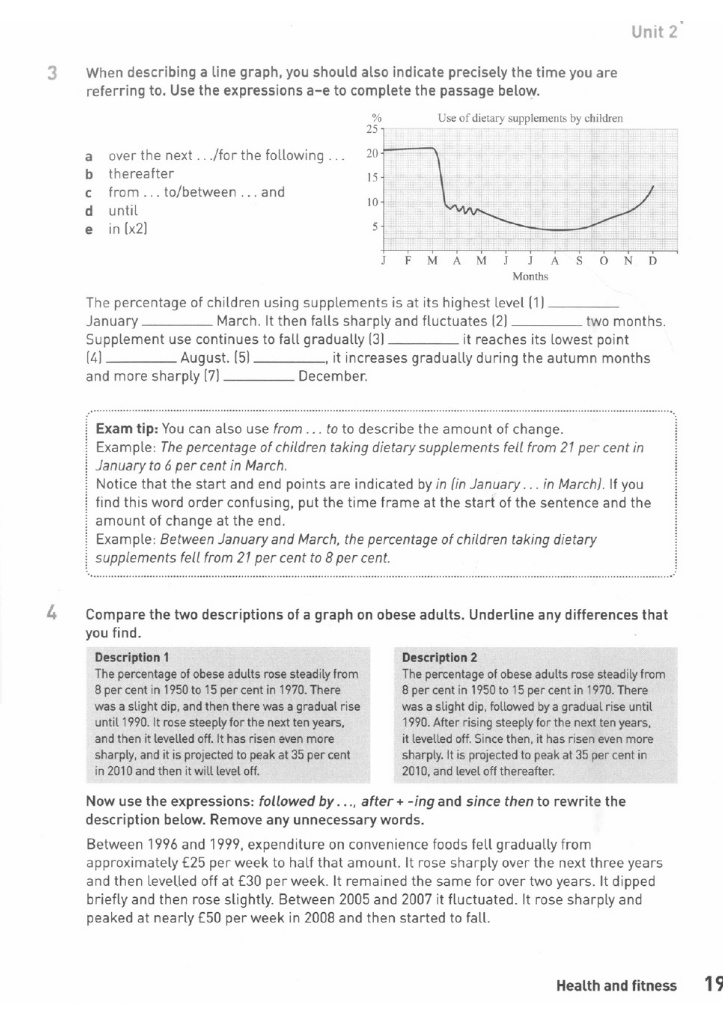 Unit 2
3 When describing a line graph, you should also indicate precisely the time you are
referring to. Use the expressions a–e to complete the passage below.
a over the next . . ./for the following . . .
b thereafter
c from . . . to/between . . . and
d until
e in (x2)
% Use of dietary supplements by children
25
20
15
10
5
J F M A M J J A S O N D
Months
The percentage of children using supplements is at its highest level (1) ________
January ________ March. It then falls sharply and fluctuates (2) ________ two months.
Supplement use continues to fall gradually (3) ________ it reaches its lowest point
(4) ________ August. (5) ________, it increases gradually during the autumn months
and more sharply (7) ________ December.
Exam tip: You can also use from . . . to to describe the amount of change.
Example: The percentage of children taking dietary supplements fell from 21 per cent in
January to 6 per cent in March.
Notice that the start and end points are indicated by in (in January . . . in March). If you
find this word order confusing, put the time frame at the start of the sentence and the
amount of change at the end.
Example: Between January and March, the percentage of children taking dietary
supplements fell from 21 per cent to 8 per cent.
4 Compare the two descriptions of a graph on obese adults. Underline any differences that
you find.
Description 1
The percentage of obese adults rose steadily from
8 per cent in 1950 to 15 per cent in 1970. There
was a slight dip, and then there was a gradual rise
until 1990. It rose steeply for the next ten years,
and then it levelled off. It has risen even more
sharply, and it is projected to peak at 35 per cent
in 2010 and then it will level off.
Description 2
The percentage of obese adults rose steadily from
8 per cent in 1950 to 15 per cent in 1970. There
was a slight dip, followed by a gradual rise until
1990. After rising steeply for the next ten years,
it levelled off. Since then, it has risen even more
sharply. It is projected to peak at 35 per cent in
2010, and level off thereafter.
Now use the expressions: followed by . . ., after + -ing and since then to rewrite the
description below. Remove any unnecessary words.
Between 1996 and 1999, expenditure on convenience foods fell gradually from
approximately £25 per week to half that amount. It rose sharply over the next three years
and then levelled off at £30 per week. It remained the same for over two years. It dipped
briefly and then rose slightly. Between 2005 and 2007 it fluctuated. It rose sharply and
peaked at nearly £50 per week in 2008 and then started to fall.
Health and fitness 19